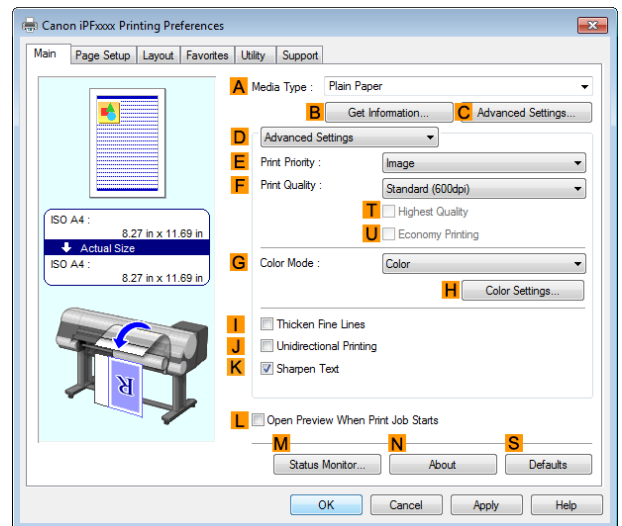 Canon iPFxxxx Printing Preferences
Main Page Setup Layout Favorites Utility Support
A Media Type : Plain Paper
B Get Information... C Advanced Settings...
D Advanced Settings
E Print Priority : Image
F Print Quality : Standard (600dpi)
T Highest Quality
U Economy Printing
ISO A4 :
8.27 in x 11.69 in
Actual Size
ISO A4 :
8.27 in x 11.69 in
G Color Mode : Color
H Color Settings...
I Thicken Fine Lines
J Unidirectional Printing
K Sharpen Text
R
L Open Preview When Print Job Starts
M N S
Status Monitor... About Defaults
OK Cancel Apply Help